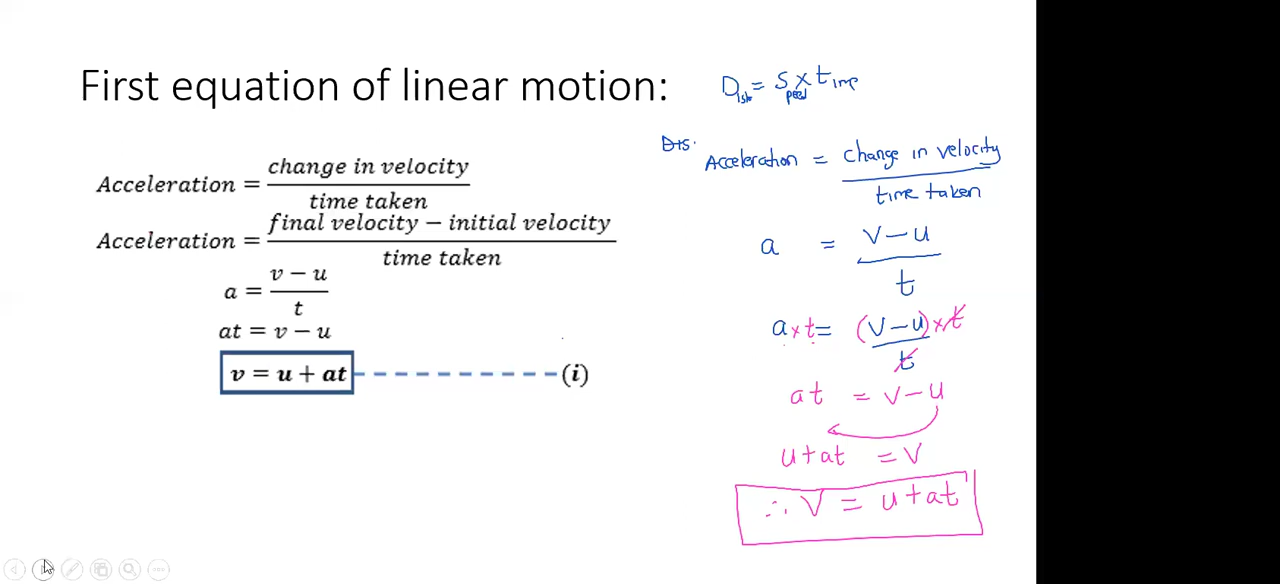 First equation of linear motion:
Acceleration = change in velocity / time taken
Acceleration = final velocity − initial velocity / time taken
a = v − u / t
at = v − u
v = u + at (i)
Dist = Speed × time
Dis.
Acceleration = change in velocity / time taken
a = v − u / t
a × t = (v − u) × t / t
at = v − u
u + at = v
∴ v = u + at